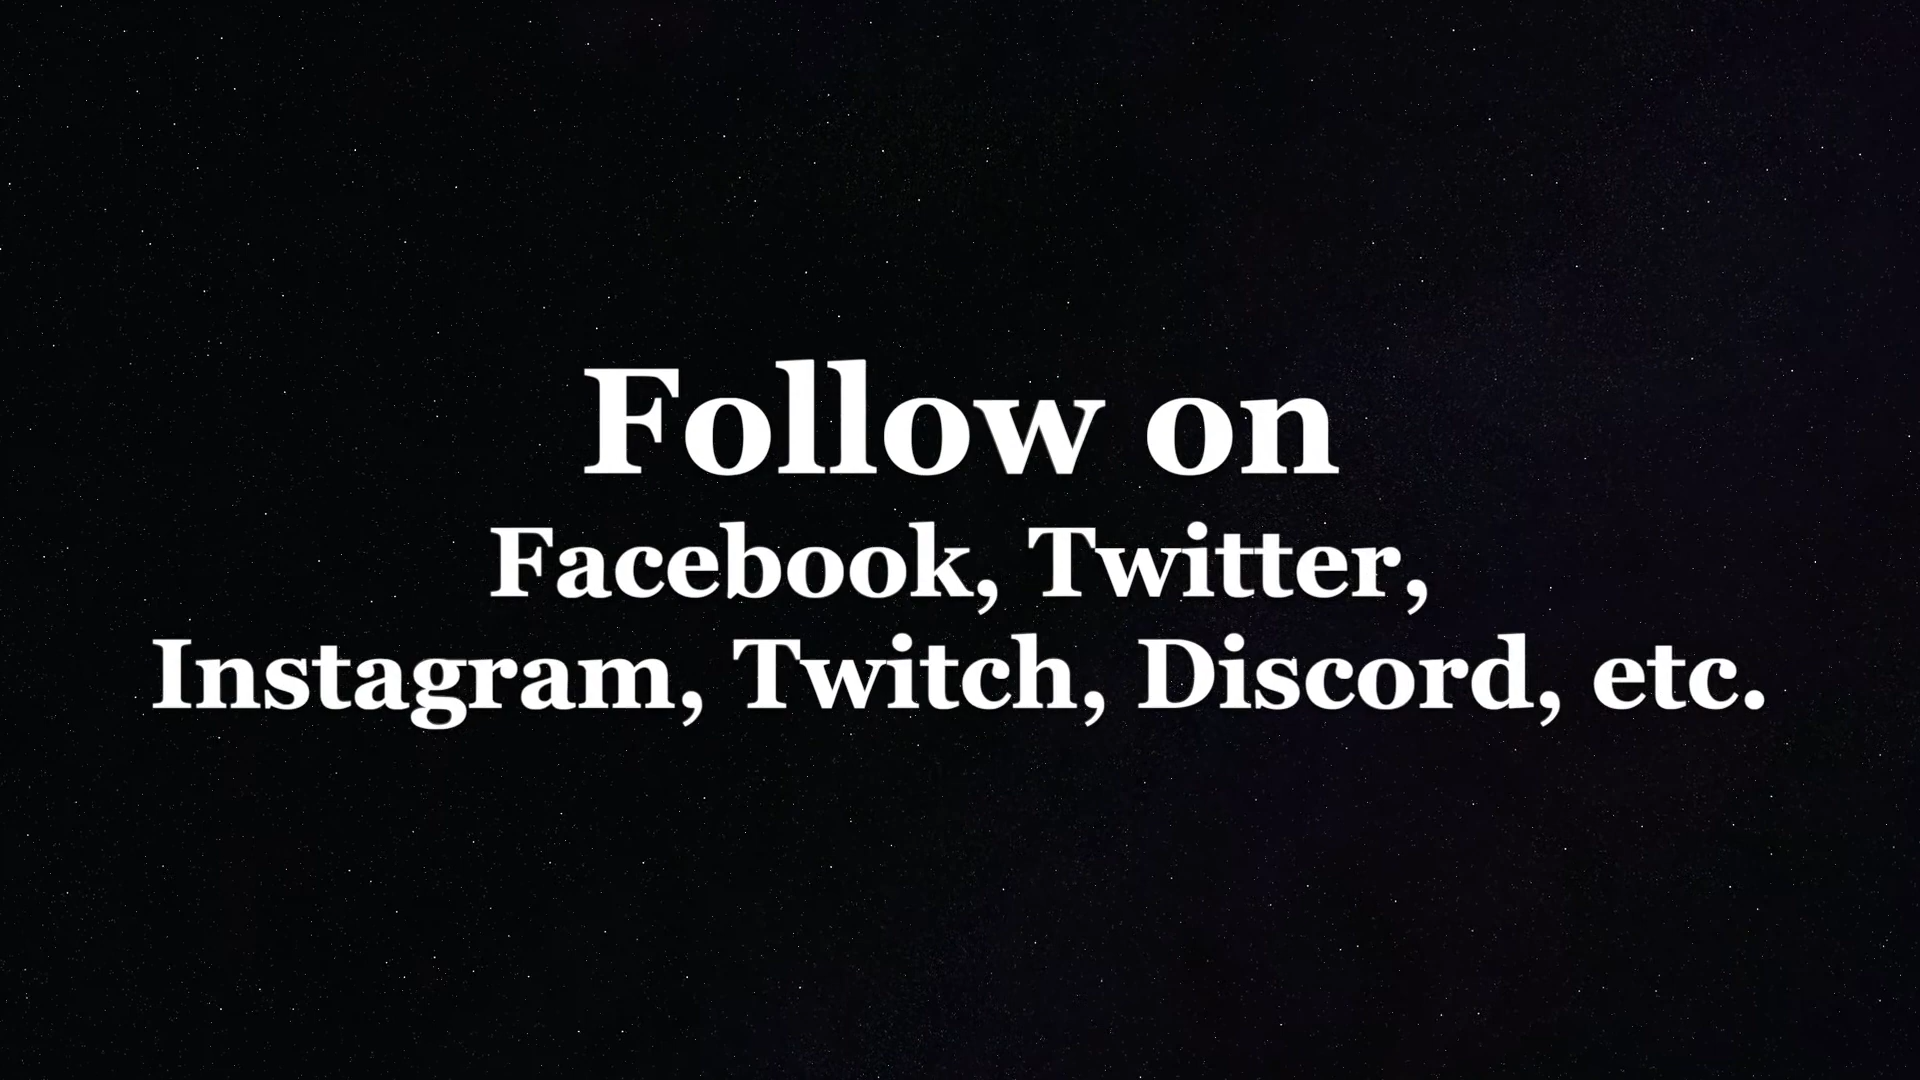 Follow on
Facebook, Twitter,
Instagram, Twitch, Discord, etc.